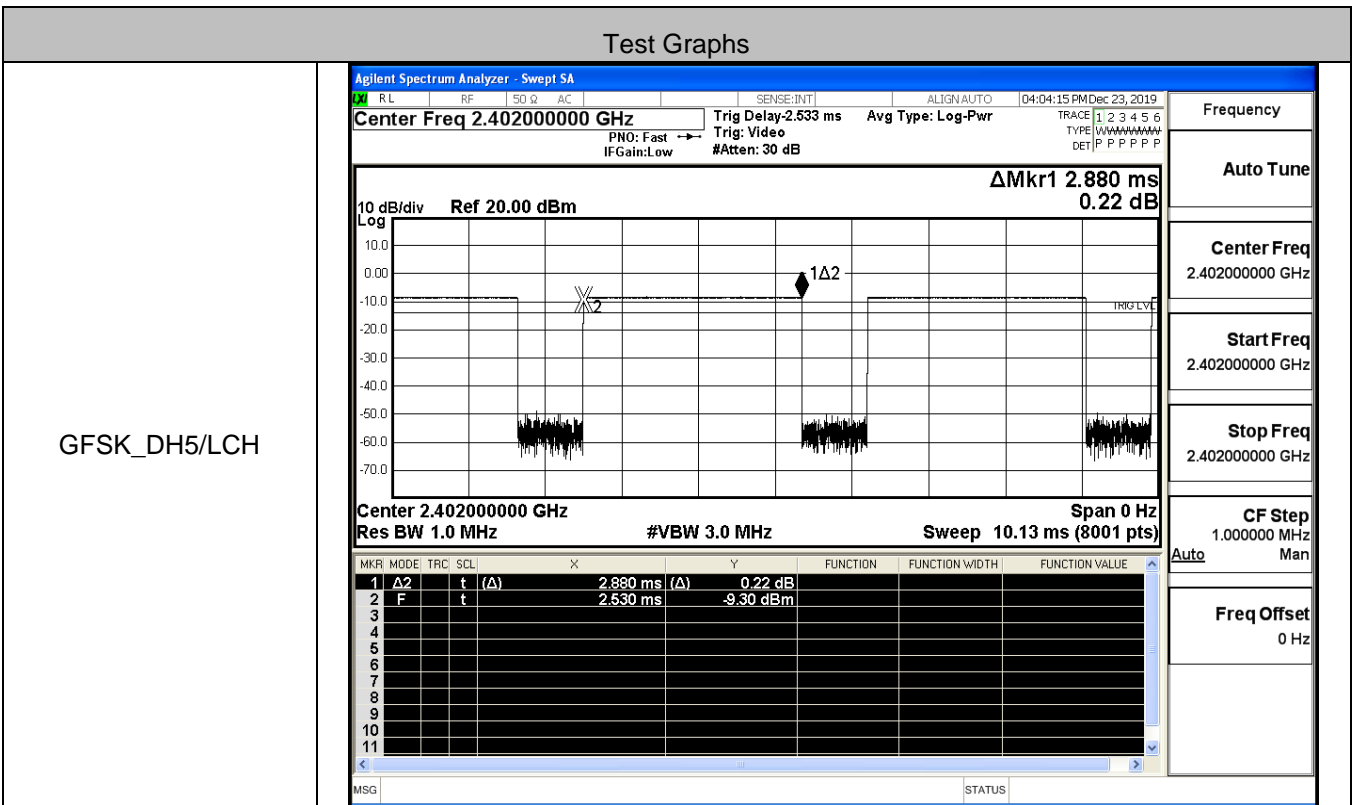 Test Graphs
GFSK_DH5/LCH
Agilent Spectrum Analyzer - Swept SA
LXI RL RF 50 Ω AC SENSE:INT ALIGN AUTO 04:04:15 PM Dec 23, 2019
Center Freq 2.402000000 GHz
PNO: Fast
IFGain:Low
Trig Delay-2.533 ms
Trig: Video
#Atten: 30 dB
Avg Type: Log-Pwr
TRACE 1 2 3 4 5 6
TYPE WWWWWW
DET P P P P P P
ΔMkr1 2.880 ms
0.22 dB
10 dB/div Ref 20.00 dBm
Log
10.0
0.00
-10.0
-20.0
-30.0
-40.0
-50.0
-60.0
-70.0
1Δ2
2
TRIG LVL
Center 2.402000000 GHz Span 0 Hz
Res BW 1.0 MHz #VBW 3.0 MHz Sweep 10.13 ms (8001 pts)
MKR MODE TRC SCL X Y FUNCTION FUNCTION WIDTH FUNCTION VALUE
1 Δ2 t (Δ) 2.880 ms (Δ) 0.22 dB
2 F t 2.530 ms -9.30 dBm
3
4
5
6
7
8
9
10
11
MSG STATUS
Frequency
Auto Tune
Center Freq
2.402000000 GHz
Start Freq
2.402000000 GHz
Stop Freq
2.402000000 GHz
CF Step
1.000000 MHz
Auto Man
Freq Offset
0 Hz